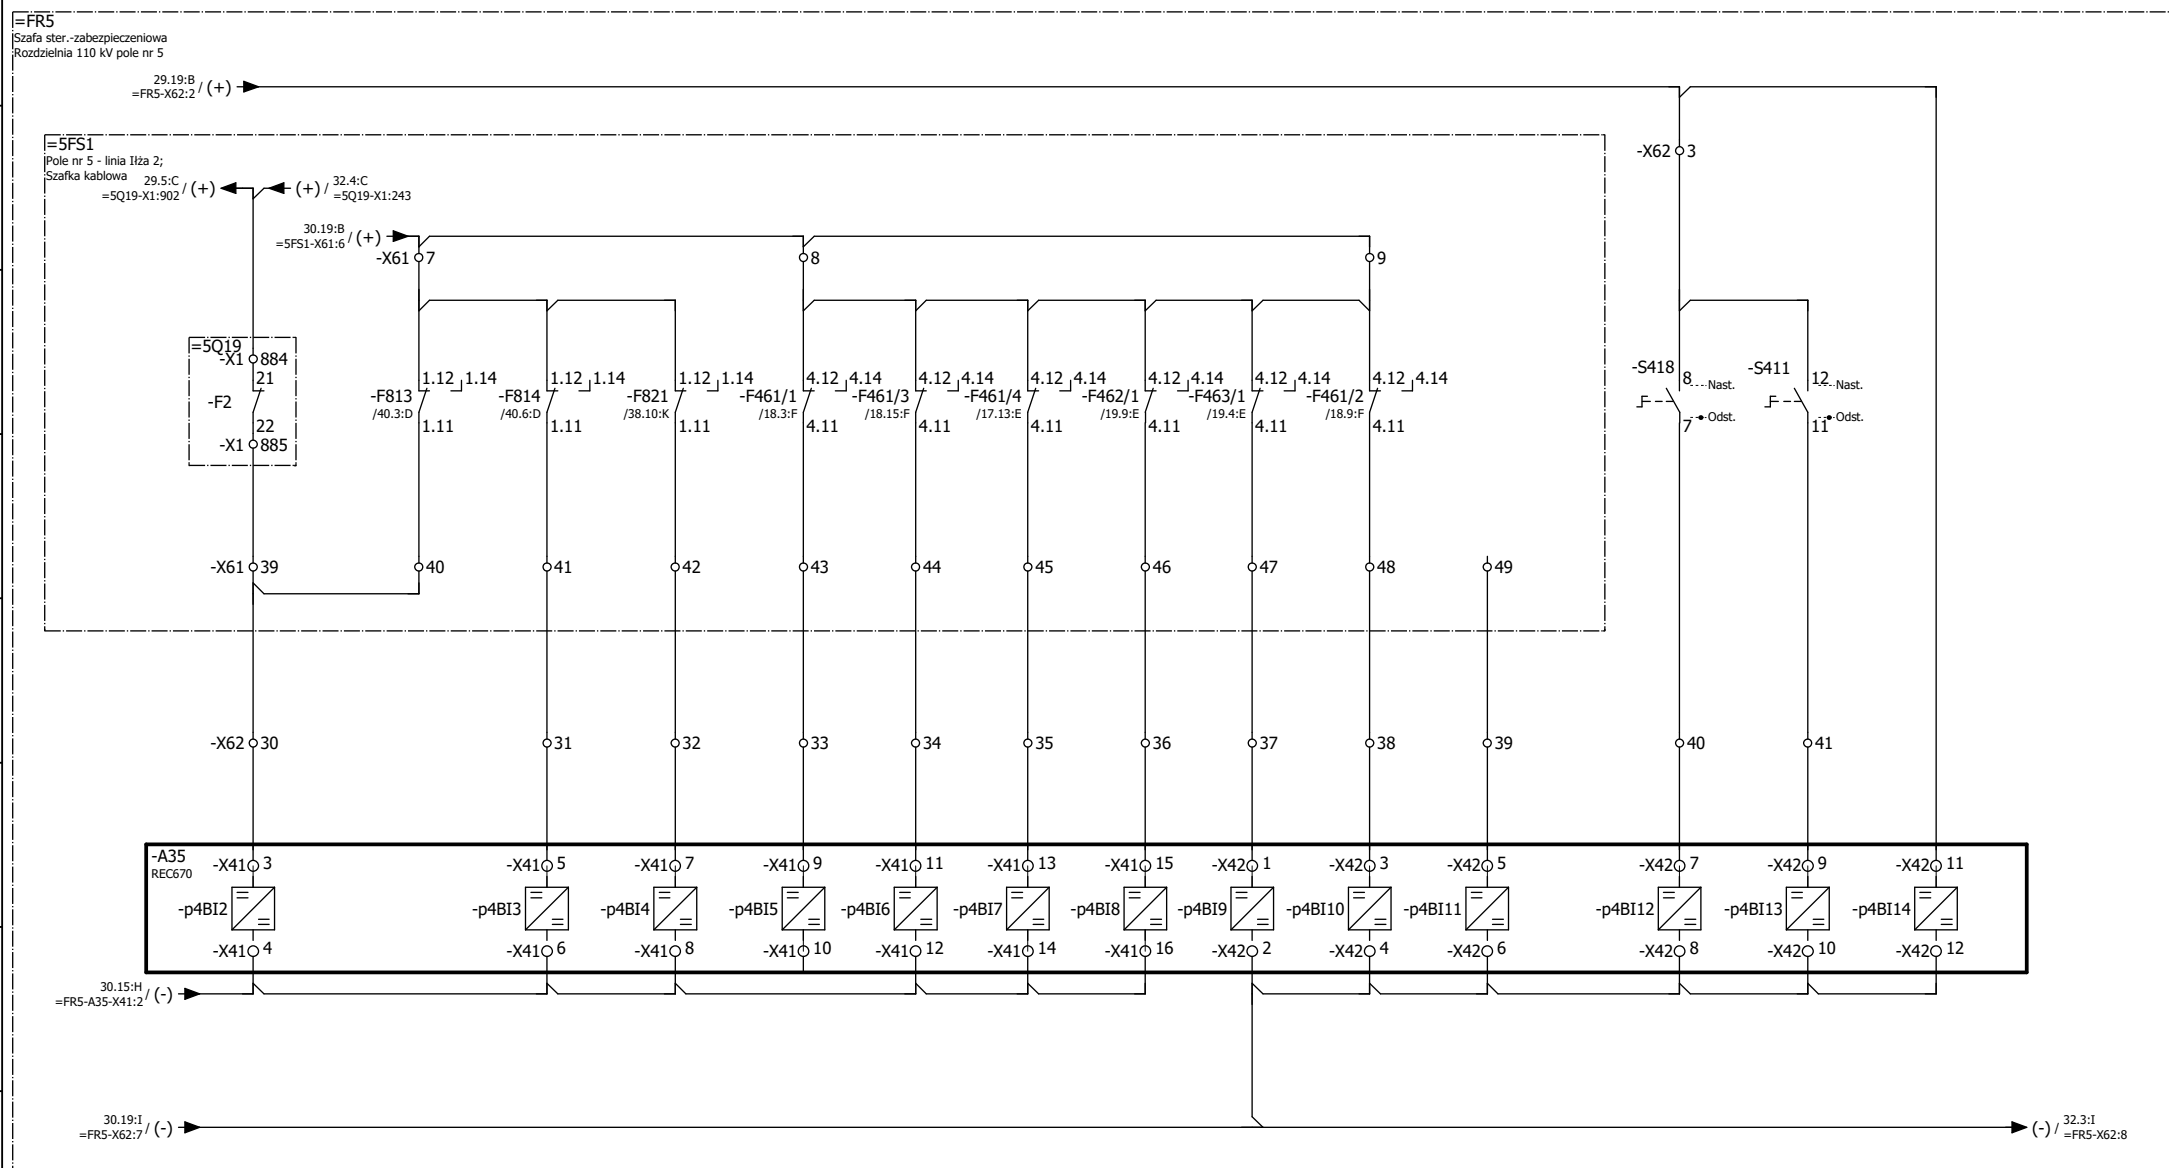 =FR5
Szafa ster.-zabezpieczeniowa
Rozdzielnia 110 kV pole nr 5
29.19:B
=FR5-X62:2 / (+)
=5FS1
Pole nr 5 - linia Iłża 2;
Szafka kablowa
-X62 3
29.5:C
=5Q19-X1:902 / (+)
(+) / 32.4:C
=5Q19-X1:243
30.19:B
=5FS1-X61:6 / (+)
-X61 7 8 9
=5Q19
-X1 884
21
-F2
22
-X1 885
1.12 1.14
-F813
/40.3:D
1.11
1.12 1.14
-F814
/40.6:D
1.11
1.12 1.14
-F821
/38.10:K
1.11
4.12 4.14
-F461/1
/18.3:F
4.11
4.12 4.14
-F461/3
/18.15:F
4.11
4.12 4.14
-F461/4
/17.13:E
4.11
4.12 4.14
-F462/1
/19.9:E
4.11
4.12 4.14
-F463/1
/19.4:E
4.11
4.12 4.14
-F461/2
/18.9:F
4.11
-S418
8 Nast.
Odst.
7
-S411
12 Nast.
Odst.
11
-X61 39 40 41 42 43 44 45 46 47 48 49
-X62 30 31 32 33 34 35 36 37 38 39 40 41
-A35
REC670
-X41 3 -X41 5 -X41 7 -X41 9 -X41 11 -X41 13 -X41 15 -X42 1 -X42 3 -X42 5 -X42 7 -X42 9 -X42 11
-p4BI2 -p4BI3 -p4BI4 -p4BI5 -p4BI6 -p4BI7 -p4BI8 -p4BI9 -p4BI10 -p4BI11 -p4BI12 -p4BI13 -p4BI14
-X41 4 -X41 6 -X41 8 -X41 10 -X41 12 -X41 14 -X41 16 -X42 2 -X42 4 -X42 6 -X42 8 -X42 10 -X42 12
30.15:H
=FR5-A35-X41:2 / (-)
30.19:I
=FR5-X62:7 / (-)
(-) / 32.3:I
=FR5-X62:8